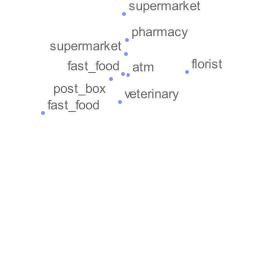 supermarket
pharmacy
supermarket
fast_food
atm
florist
post_box
veterinary
fast_food